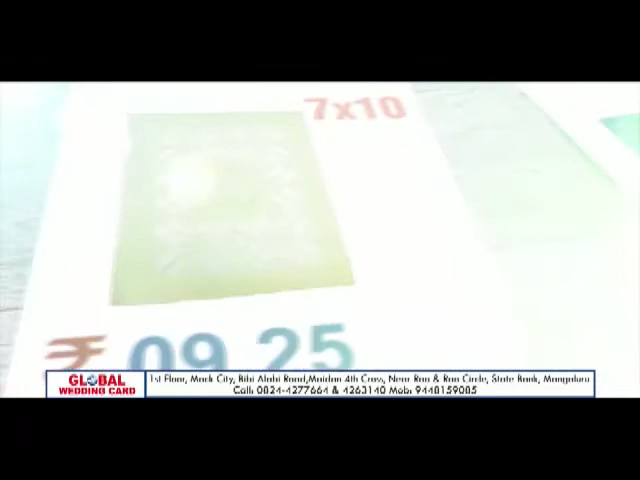 7x10
₹ 09.25
GLOBAL
WEDDING CARD
1st Floor, Mack City, Bibi Alabi Road,Maidan 4th Cross, Near Rao & Rao Circle, State Bank, Mangaluru
Call: 0824-4277664 & 4263140 Mob: 9448159085